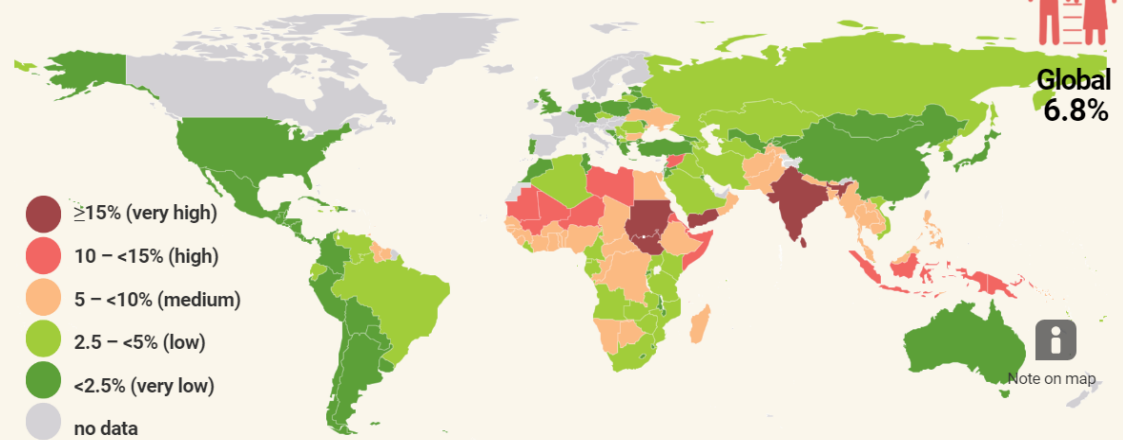 Global
6.8%
≥15% (very high)
10 – <15% (high)
5 – <10% (medium)
2.5 – <5% (low)
<2.5% (very low)
no data
i
Note on map